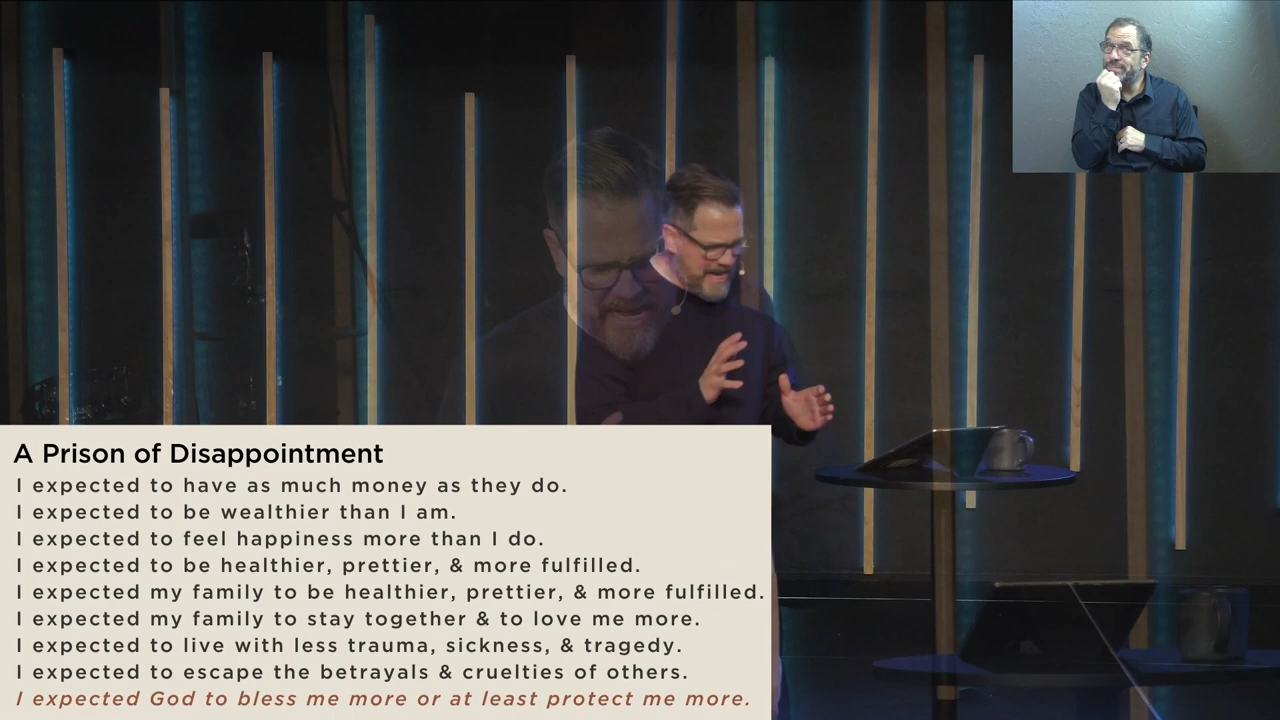 A Prison of Disappointment
I expected to have as much money as they do.
I expected to be wealthier than I am.
I expected to feel happiness more than I do.
I expected to be healthier, prettier, & more fulfilled.
I expected my family to be healthier, prettier, & more fulfilled.
I expected my family to stay together & to love me more.
I expected to live with less trauma, sickness, & tragedy.
I expected to escape the betrayals & cruelties of others.
I expected God to bless me more or at least protect me more.